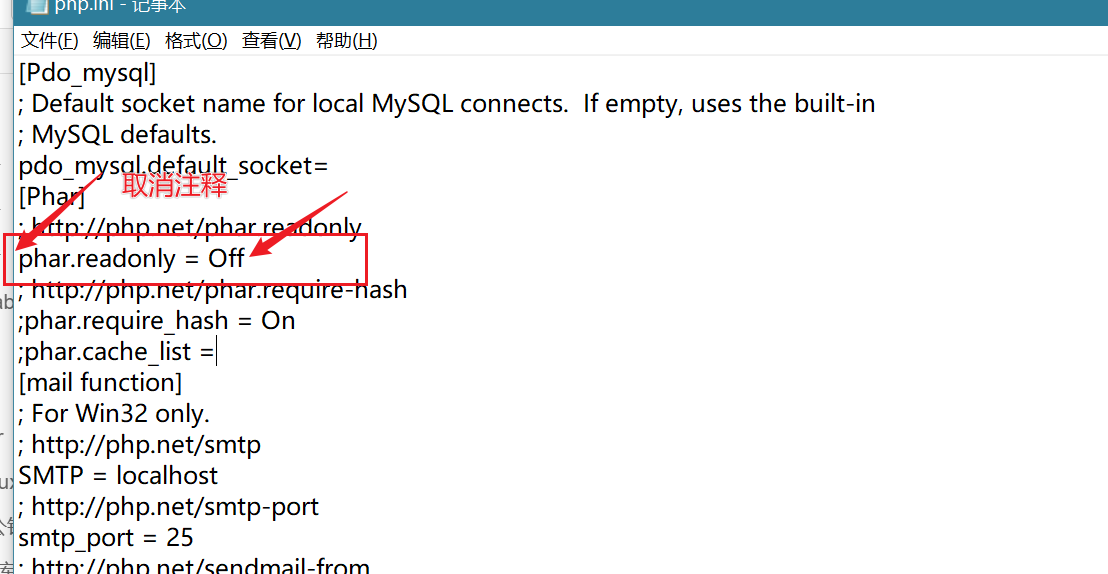 php.ini - 记事本
文件(F) 编辑(E) 格式(O) 查看(V) 帮助(H)
[Pdo_mysql]
; Default socket name for local MySQL connects.  If empty, uses the built-in
; MySQL defaults.
pdo_mysql.default_socket=
取消注释
[Phar]
; http://php.net/phar.readonly
phar.readonly = Off
; http://php.net/phar.require-hash
;phar.require_hash = On
;phar.cache_list =
[mail function]
; For Win32 only.
; http://php.net/smtp
SMTP = localhost
; http://php.net/smtp-port
smtp_port = 25
; http://php.net/sendmail-from